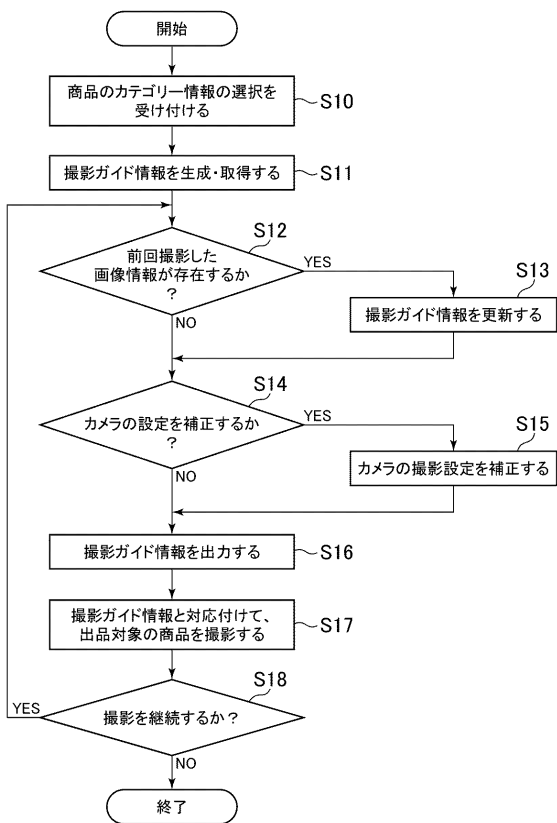 開始
商品のカテゴリー情報の選択を
受け付ける
S10
撮影ガイド情報を生成・取得する
S11
S12
前回撮影した
画像情報が存在するか
？
YES
NO
S13
撮影ガイド情報を更新する
S14
カメラの設定を補正するか
？
YES
NO
S15
カメラの撮影設定を補正する
撮影ガイド情報を出力する
S16
撮影ガイド情報と対応付けて、
出品対象の商品を撮影する
S17
S18
撮影を継続するか？
YES
NO
終了